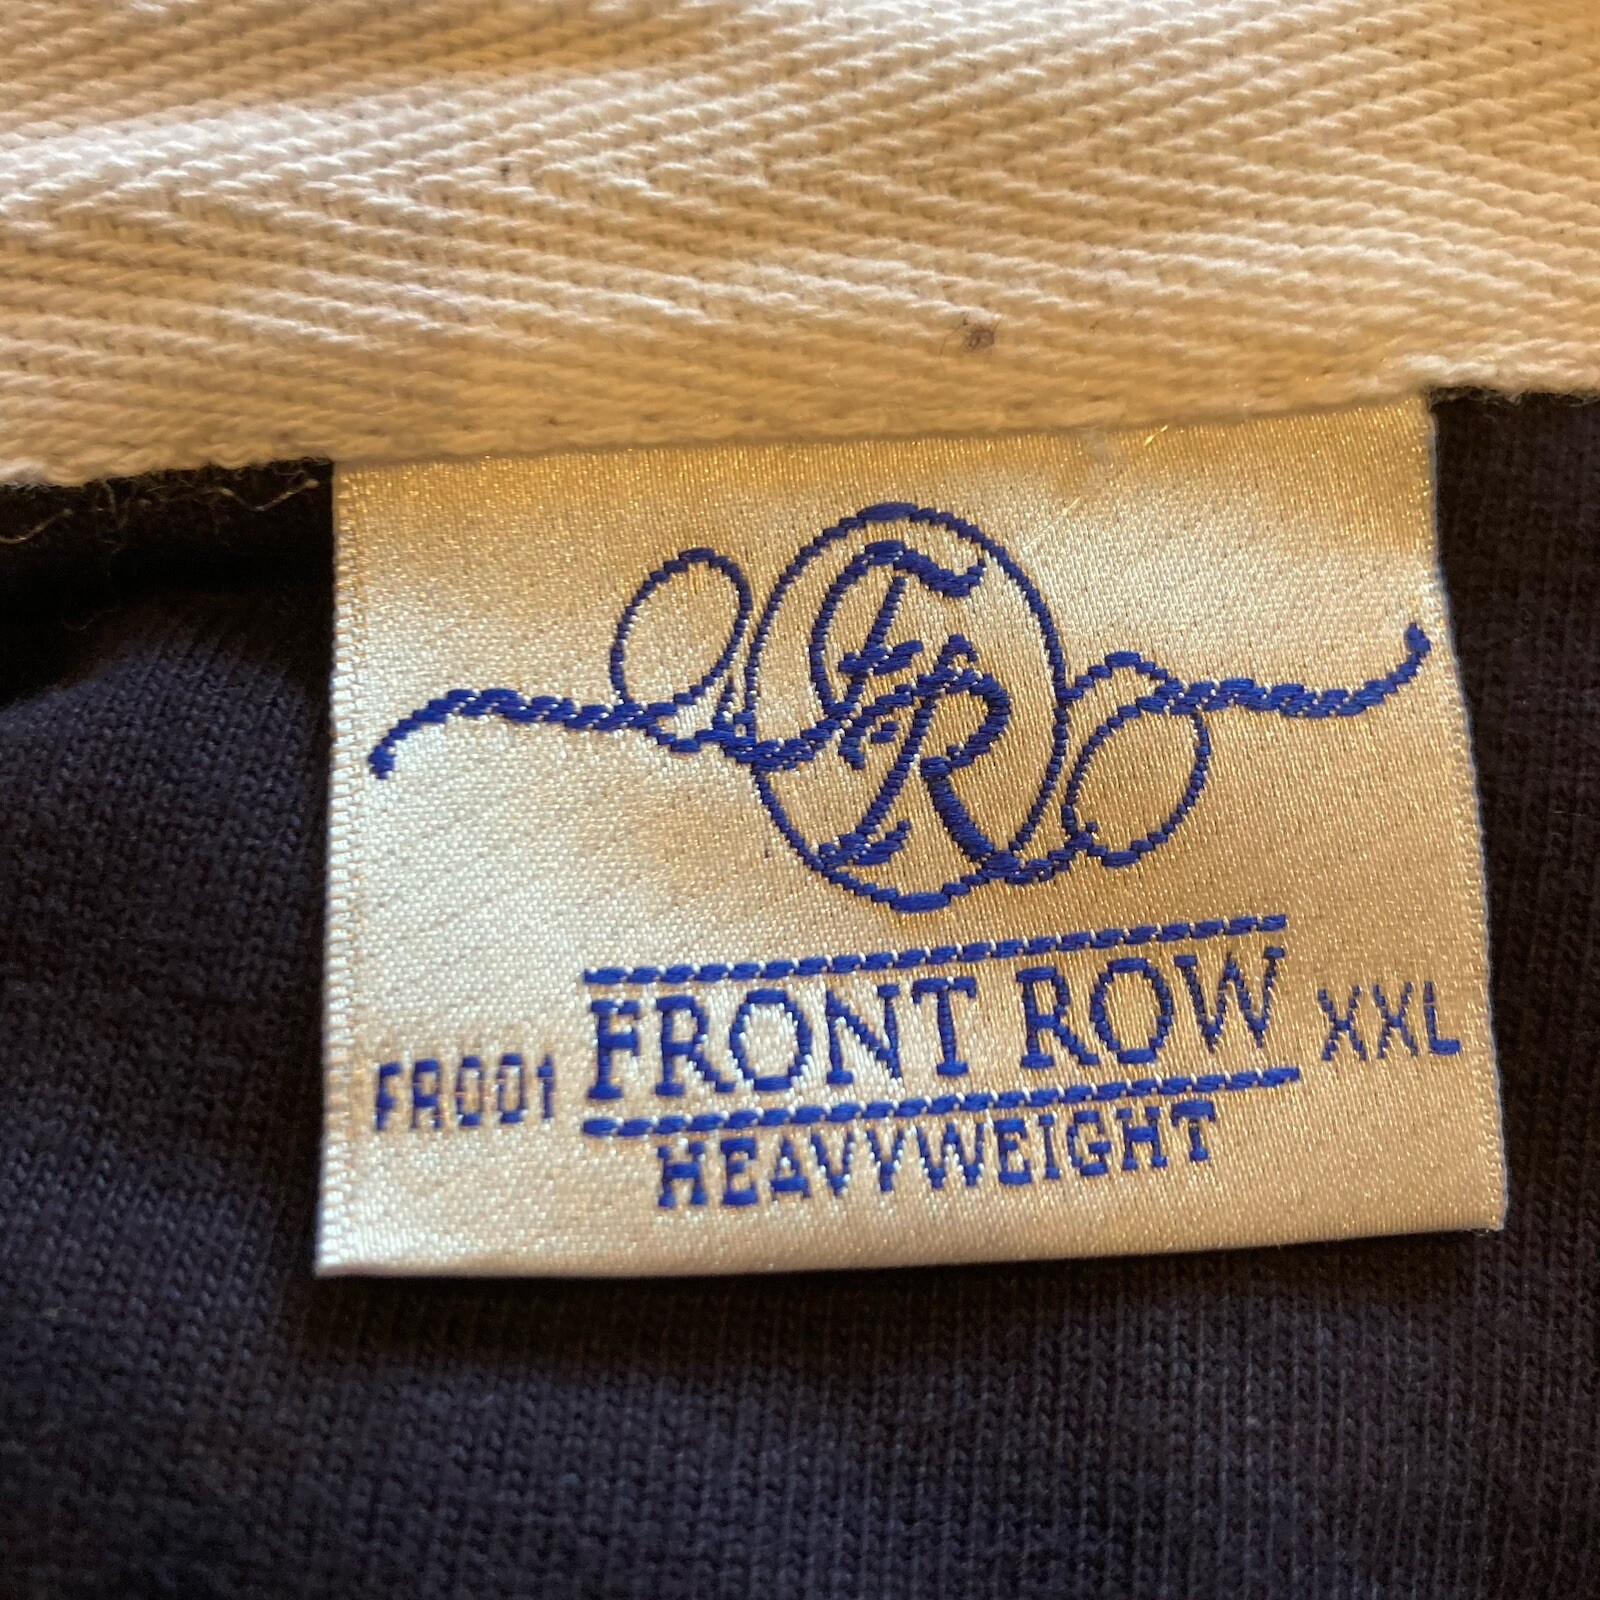 FR
FR001 FRONT ROW XXL
HEAVYWEIGHT